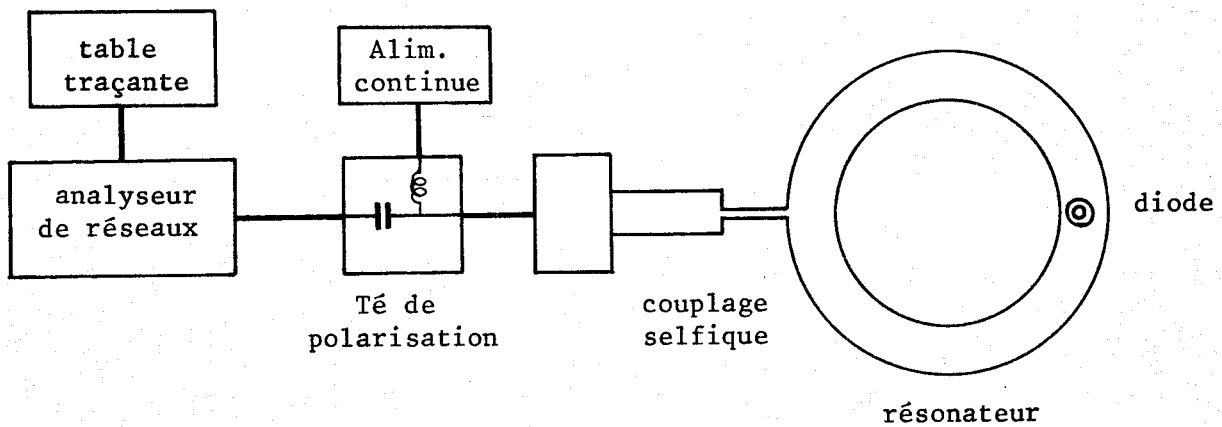 table
traçante
Alim.
continue
analyseur
de réseaux
diode
Té de
polarisation
couplage
selfique
résonateur